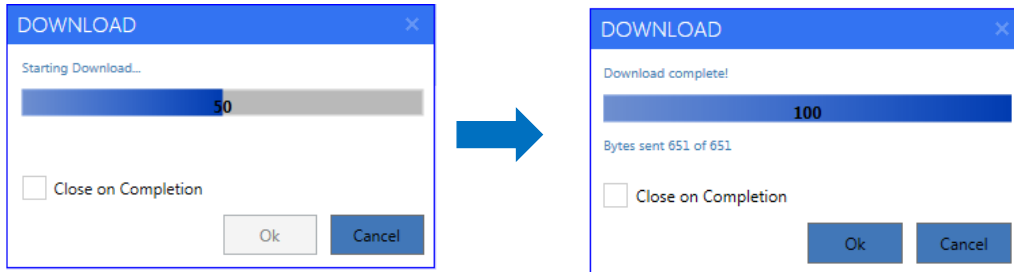 DOWNLOAD
Starting Download...
50
Close on Completion
Ok Cancel
DOWNLOAD
Download complete!
100
Bytes sent 651 of 651
Close on Completion
Ok Cancel